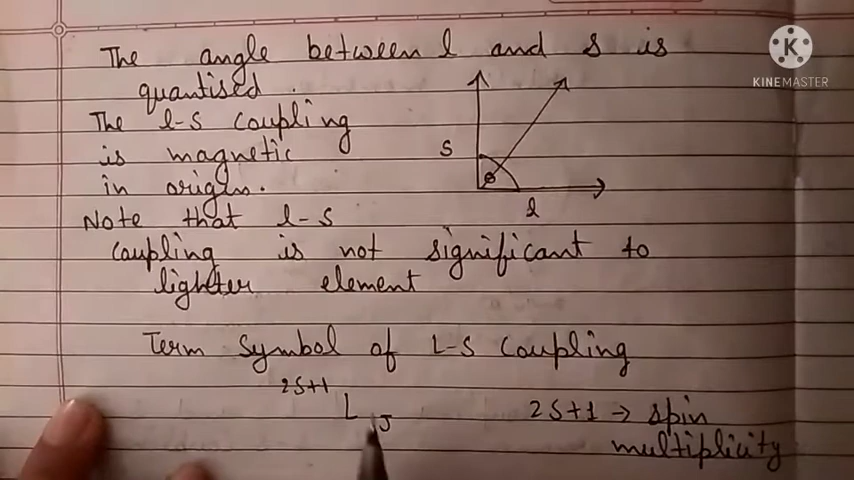 The angle between l and s is
quantised.
The l-s coupling
is magnetic
in origin.
S
θ
l
Note that l-s
coupling is not significant to
lighter element
Term symbol of L-S coupling
2S+1
L J
2S+1 → spin
multiplicity
K
KINEMASTER